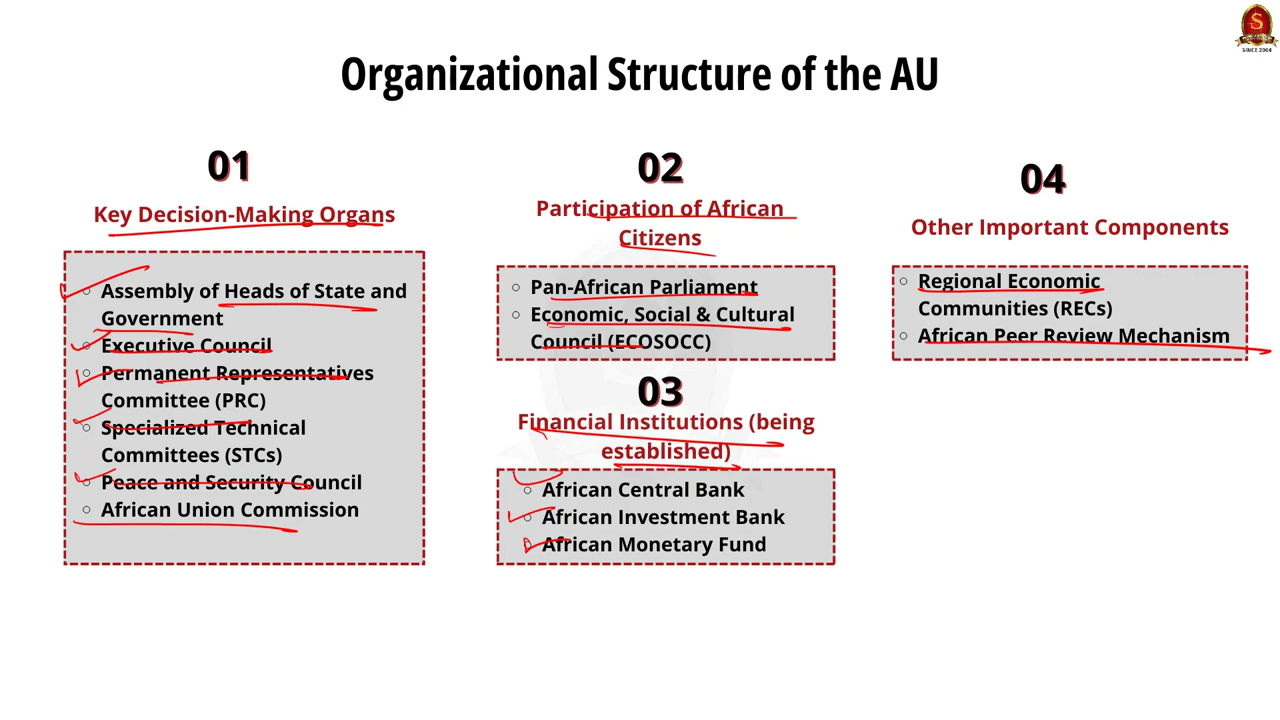 SINCE 2004
Organizational Structure of the AU
01
Key Decision-Making Organs
Assembly of Heads of State and
Government
Executive Council
Permanent Representatives
Committee (PRC)
Specialized Technical
Committees (STCs)
Peace and Security Council
African Union Commission
02
Participation of African
Citizens
Pan-African Parliament
Economic, Social & Cultural
Council (ECOSOCC)
03
Financial Institutions (being
established)
African Central Bank
African Investment Bank
African Monetary Fund
04
Other Important Components
Regional Economic
Communities (RECs)
African Peer Review Mechanism